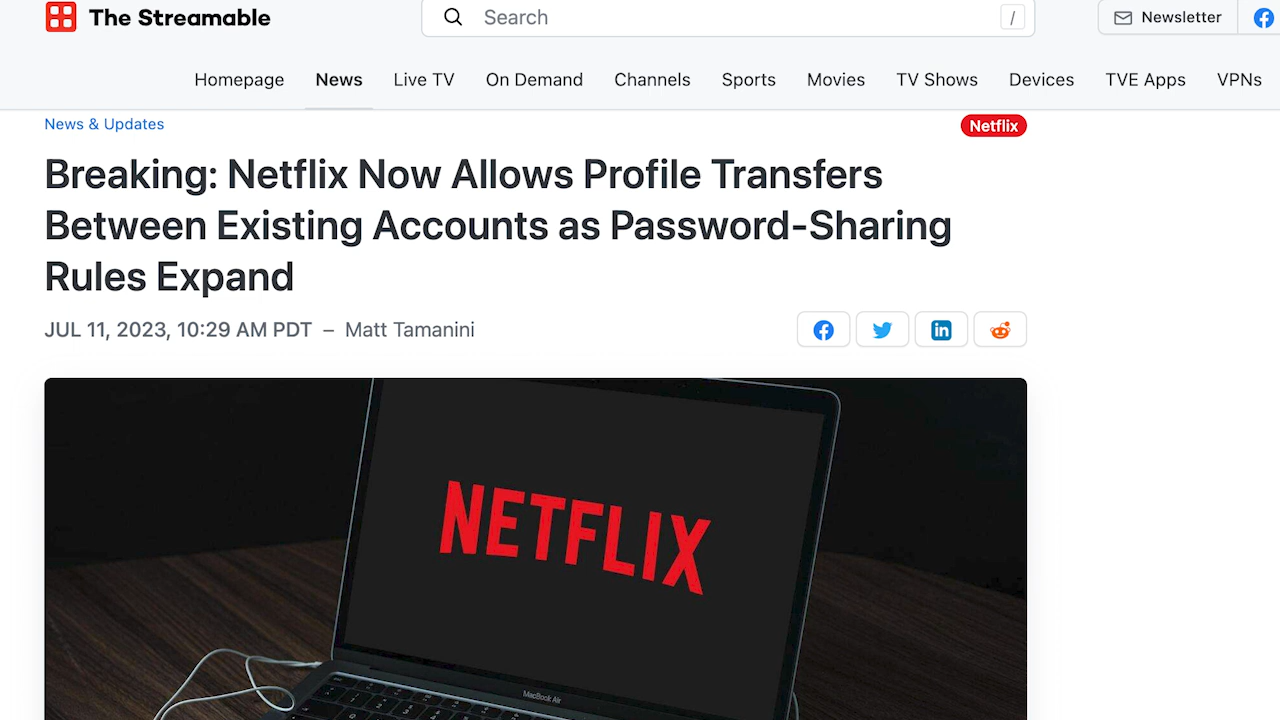 The Streamable
Search
/
Newsletter
Homepage
News
Live TV
On Demand
Channels
Sports
Movies
TV Shows
Devices
TVE Apps
VPNs
News & Updates
Netflix
Breaking: Netflix Now Allows Profile Transfers
Between Existing Accounts as Password-Sharing
Rules Expand
JUL 11, 2023, 10:29 AM PDT – Matt Tamanini
NETFLIX
MacBook Air